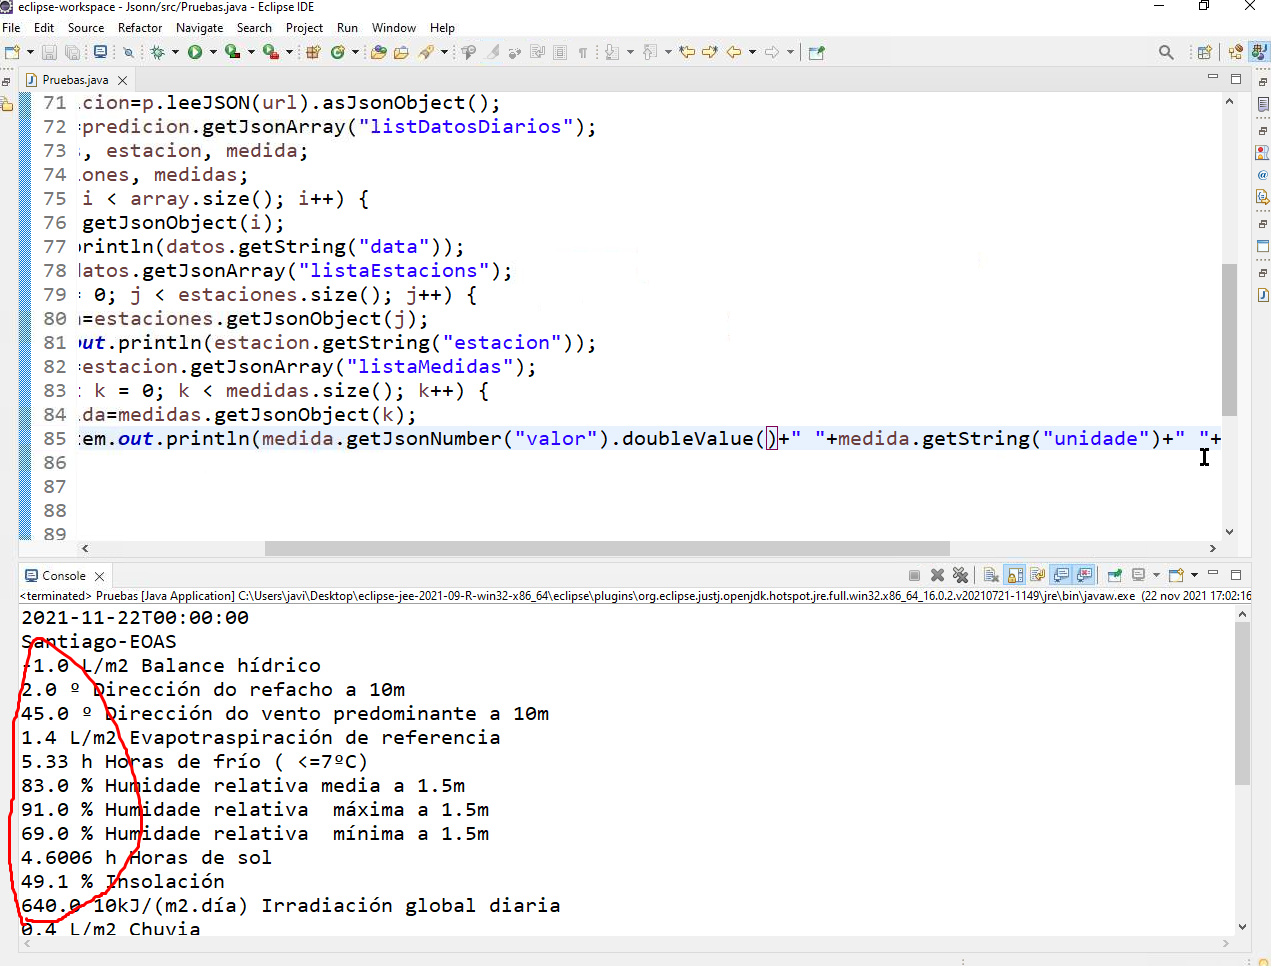 eclipse-workspace - Jsonn/src/Pruebas.java - Eclipse IDE
File Edit Source Refactor Navigate Search Project Run Window Help
Pruebas.java
71 .cion=p.leeJSON(url).asJsonObject();
72 =predicion.getJsonArray("listDatosDiarios");
73 , estacion, medida;
74 ones, medidas;
75 i < array.size(); i++) {
76 getJsonObject(i);
77 rintln(datos.getString("data"));
78 datos.getJsonArray("listaEstacions");
79 = 0; j < estaciones.size(); j++) {
80 =estaciones.getJsonObject(j);
81 out.println(estacion.getString("estacion"));
82 =estacion.getJsonArray("listaMedidas");
83 k = 0; k < medidas.size(); k++) {
84 da=medidas.getJsonObject(k);
85 tem.out.println(medida.getJsonNumber("valor").doubleValue()+" "+medida.getString("unidade")+" "+
86
87
88
89
Console
<terminated> Pruebas [Java Application] C:\Users\javi\Desktop\eclipse-jee-2021-09-R-win32-x86_64\eclipse\plugins\org.eclipse.justj.openjdk.hotspot.jre.full.win32.x86_64_16.0.2.v20210721-1149\jre\bin\javaw.exe (22 nov 2021 17:02:16
2021-11-22T00:00:00
Santiago-EOAS
-1.0 L/m2 Balance hídrico
2.0 º Dirección do refacho a 10m
45.0 º Dirección do vento predominante a 10m
1.4 L/m2 Evapotraspiración de referencia
5.33 h Horas de frío ( <=7ºC)
83.0 % Humidade relativa media a 1.5m
91.0 % Humidade relativa  máxima a 1.5m
69.0 % Humidade relativa  mínima a 1.5m
4.6006 h Horas de sol
49.1 % Insolación
640.0 10kJ/(m2.día) Irradiación global diaria
0.4 L/m2 Chuvia